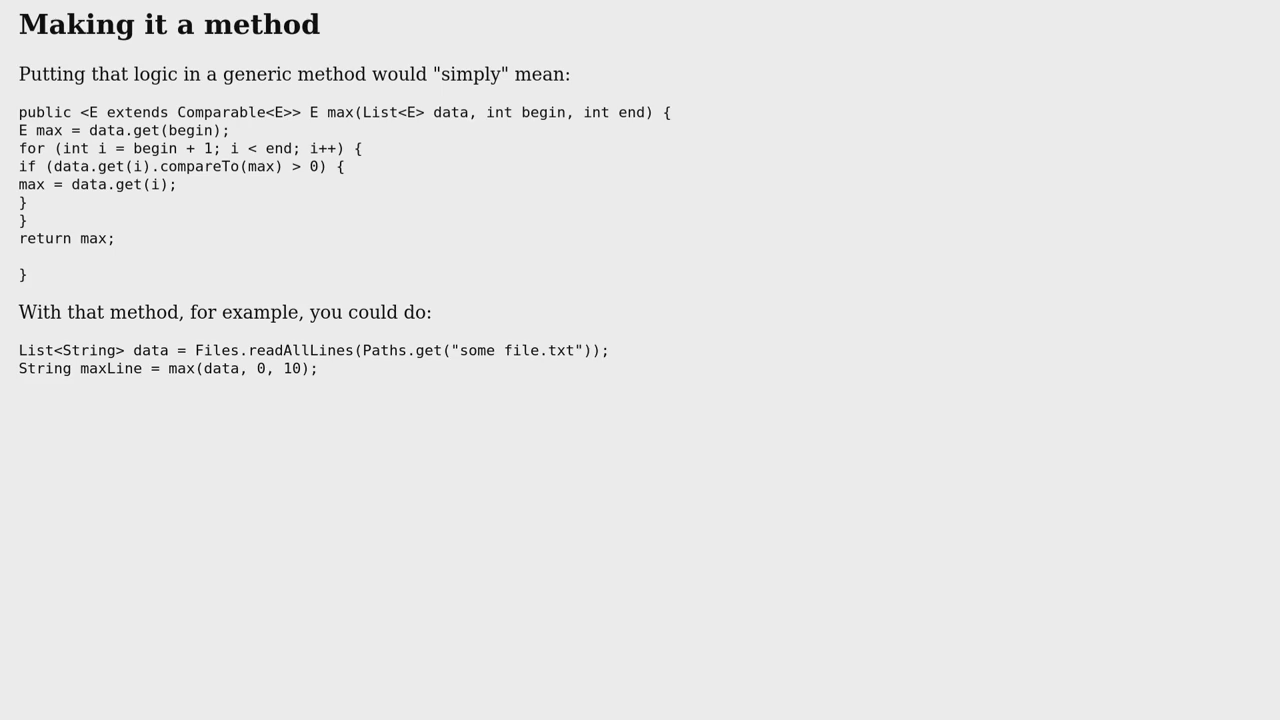 Making it a method
Putting that logic in a generic method would "simply" mean:
public <E extends Comparable<E>> E max(List<E> data, int begin, int end) {
E max = data.get(begin);
for (int i = begin + 1; i < end; i++) {
if (data.get(i).compareTo(max) > 0) {
max = data.get(i);
}
}
return max;
}
With that method, for example, you could do:
List<String> data = Files.readAllLines(Paths.get("some file.txt"));
String maxLine = max(data, 0, 10);